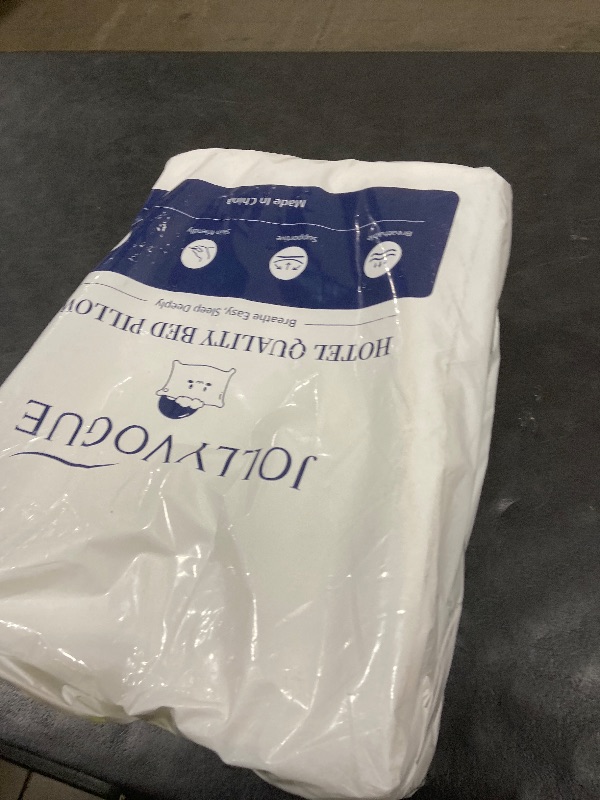 JOLLYVOGUE
HOTEL QUALITY BED PILLOW
Breathe Easy, Sleep Deeply
Breathable Supportive Skin friendly
Made In China